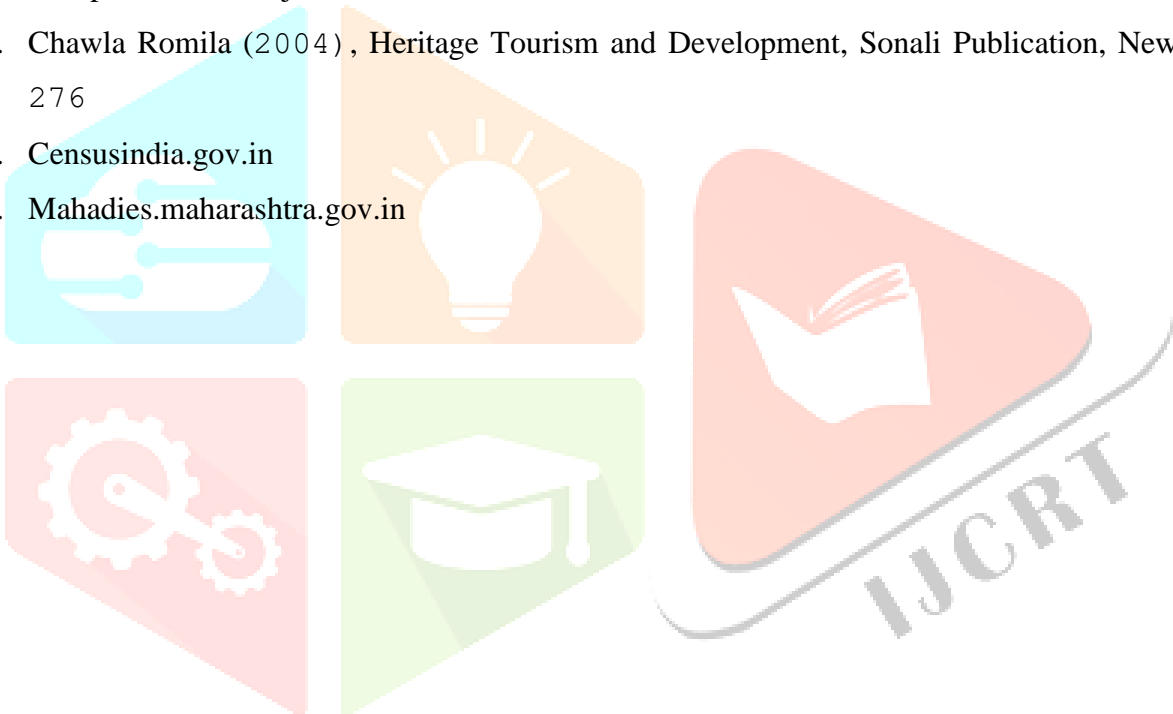 . Chawla Romila (2004), Heritage Tourism and Development, Sonali Publication, New
276
. Censusindia.gov.in
. Mahadies.maharashtra.gov.in
IJCRT